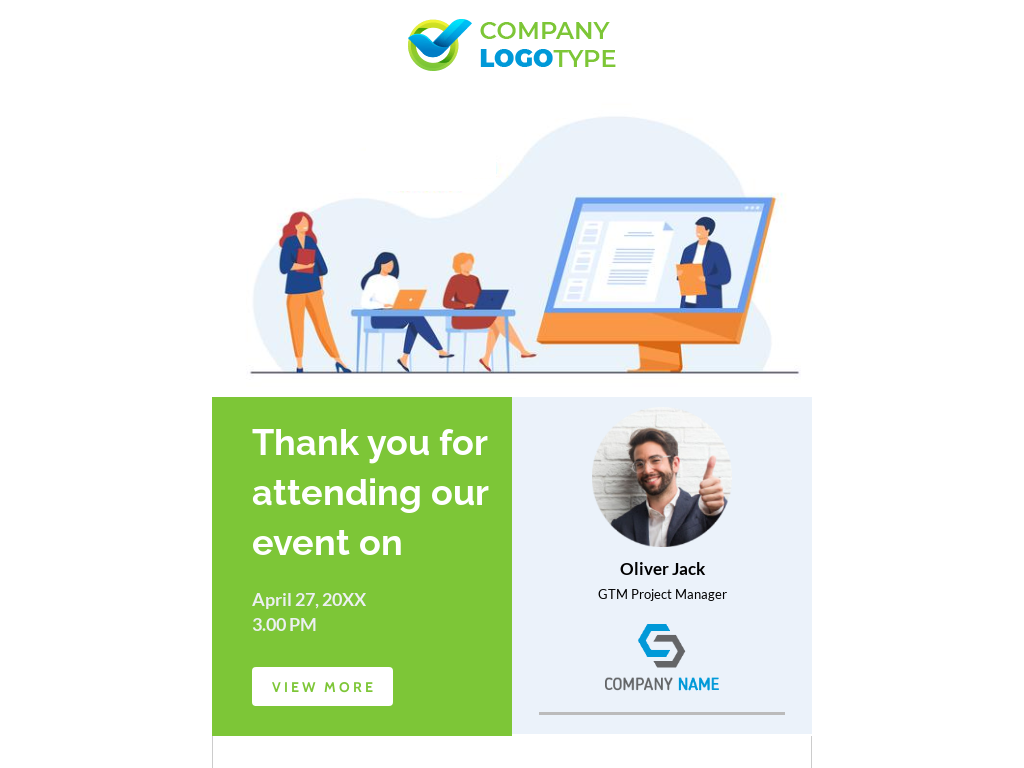 COMPANY
LOGOTYPE
Thank you for
attending our
event on
April 27, 20XX
3.00 PM
VIEW MORE
Oliver Jack
GTM Project Manager
COMPANY NAME